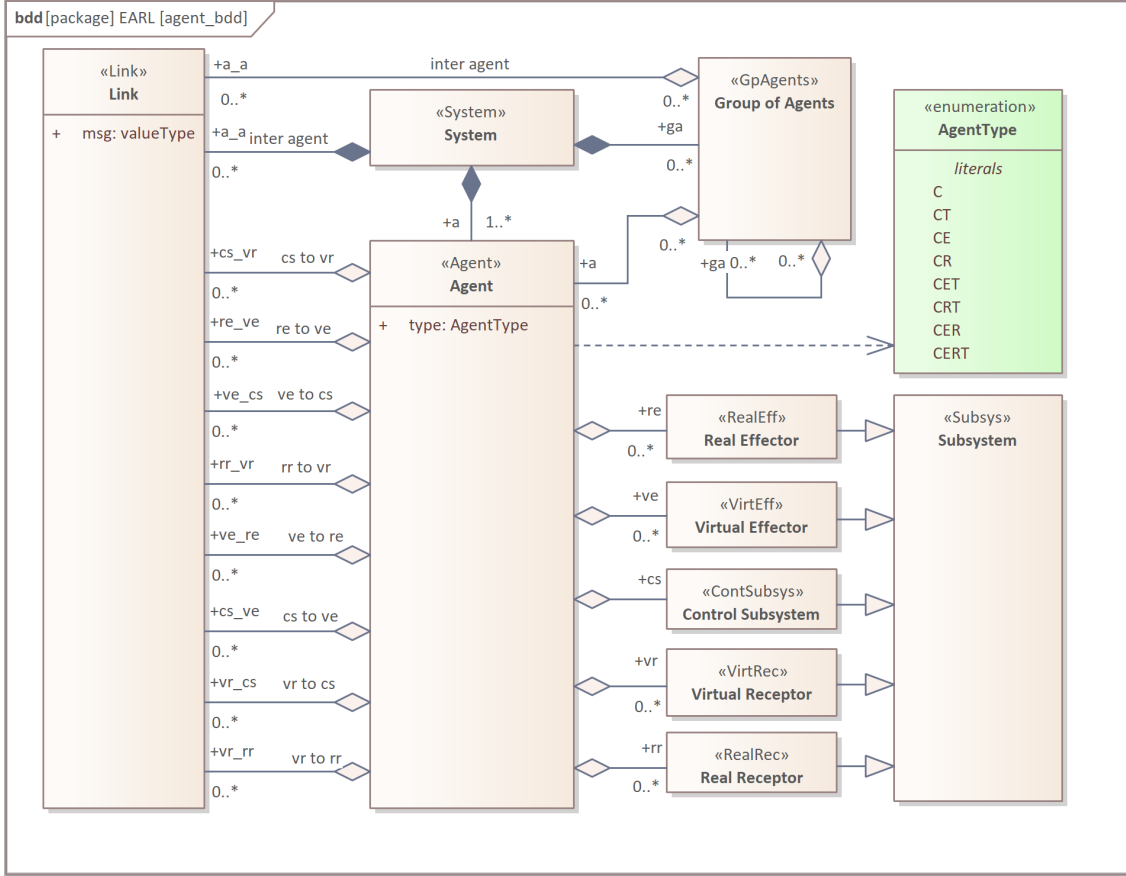 bdd [package] EARL [agent_bdd]
«Link»
Link
+ msg: valueType
+a_a
inter agent
0..*
0..*
+a_a
inter agent
0..*
«System»
System
+ga
0..*
«GpAgents»
Group of Agents
«enumeration»
AgentType
literals
C
CT
CE
CR
CET
CRT
CER
CERT
+a
1..*
0..*
+a
0..*
+ga 0..*
0..*
«Agent»
Agent
+ type: AgentType
+cs_vr
cs to vr
0..*
+re_ve
re to ve
0..*
+ve_cs
ve to cs
0..*
+rr_vr
rr to vr
0..*
+ve_re
ve to re
0..*
+cs_ve
cs to ve
0..*
+vr_cs
vr to cs
0..*
+vr_rr
vr to rr
0..*
+re
0..*
«RealEff»
Real Effector
+ve
0..*
«VirtEff»
Virtual Effector
+cs
«ContSubsys»
Control Subsystem
+vr
0..*
«VirtRec»
Virtual Receptor
+rr
0..*
«RealRec»
Real Receptor
«Subsys»
Subsystem